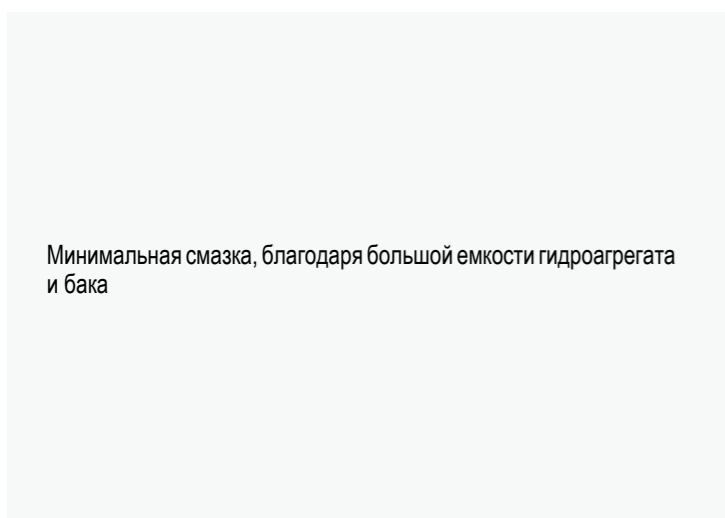 Минимальная смазка, благодаря большой емкости гидроагрегата
и бака